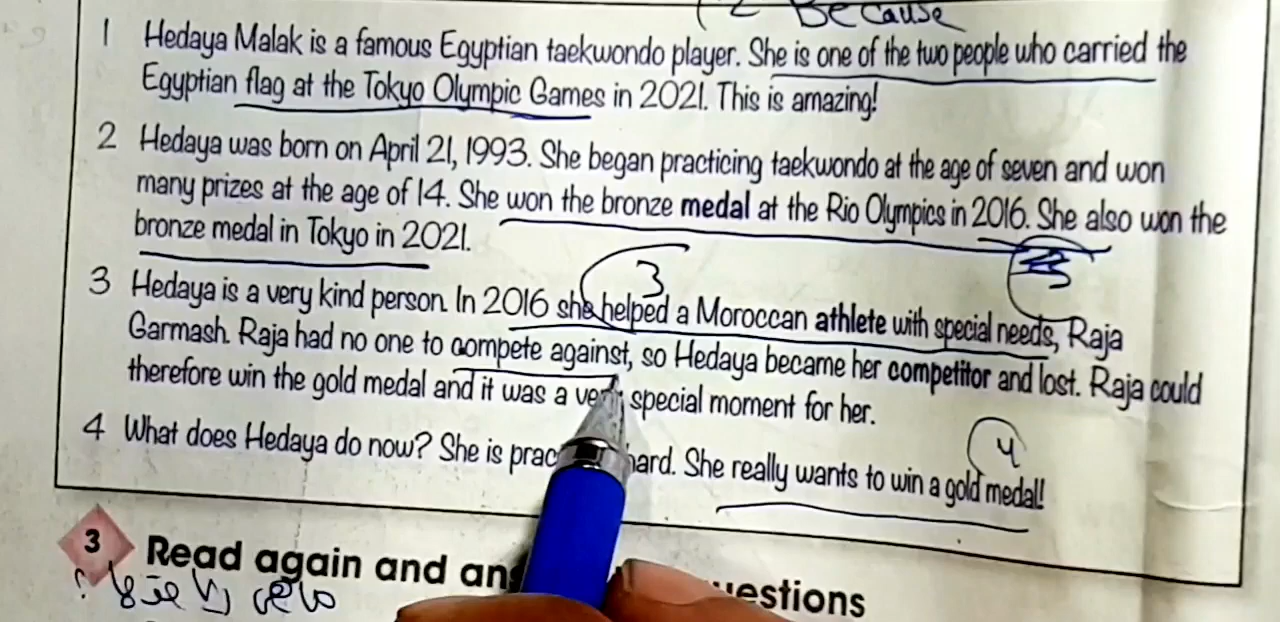 Because
1 Hedaya Malak is a famous Egyptian taekwondo player. She is one of the two people who carried the
Egyptian flag at the Tokyo Olympic Games in 2021. This is amazing!
2 Hedaya was born on April 21, 1993. She began practicing taekwondo at the age of seven and won
many prizes at the age of 14. She won the bronze medal at the Rio Olympics in 2016. She also won the
bronze medal in Tokyo in 2021.
3
3 Hedaya is a very kind person. In 2016 she helped a Moroccan athlete with special needs, Raja
Garmash. Raja had no one to compete against, so Hedaya became her competitor and lost. Raja could
therefore win the gold medal and it was a very special moment for her.
4
4 What does Hedaya do now? She is hard. She really wants to win a gold medal!
3 Read again and